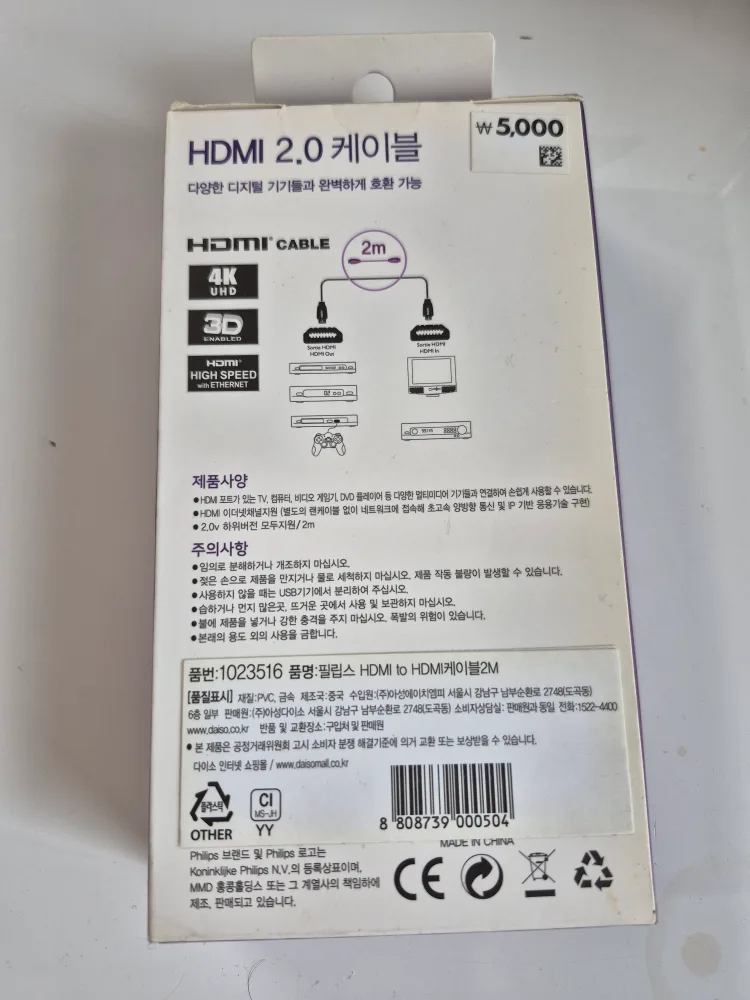 HDMI 2.0 케이블
₩5,000
다양한 디지털 기기들과 완벽하게 호환 가능
HDMI® CABLE
2m
4K
UHD
3D
ENABLED
HDMI®
HIGH SPEED
with ETHERNET
Sortie HDMI
HDMI Out
Sortie HDMI
HDMI In
제품사양
●HDMI 포트가 있는 TV, 컴퓨터, 비디오 게임기, DVD 플레이어 등 다양한 멀티미디어 기기들과 연결하여 손쉽게 사용할 수 있습니다.
●HDMI 이더넷채널지원 (별도의 랜케이블 없이 네트워크에 접속해 초고속 양방향 통신 및 IP 기반 응용기술 구현)
●2.0v 하위버전 모두지원/2m
주의사항
●임의로 분해하거나 개조하지 마십시오.
●젖은 손으로 제품을 만지거나 물로 세척하지 마십시오. 제품 작동 불량이 발생할 수 있습니다.
●사용하지 않을 때는 USB기기에서 분리하여 주십시오.
●습하거나 먼지 많은곳, 뜨거운 곳에서 사용 및 보관하지 마십시오.
●불에 제품을 넣거나 강한 충격을 주지 마십시오. 폭발의 위험이 있습니다.
●본래의 용도 외의 사용을 금합니다.
품번:1023516 품명:필립스 HDMI to HDMI케이블2M
[품질표시] 재질:PVC, 금속 제조국:중국 수입원:(주)아성에이치엠피 서울시 강남구 남부순환로 2748(도곡동)
6층 일부 판매원:(주)아성다이소 서울시 강남구 남부순환로 2748(도곡동) 소비자상담실: 판매원과 동일 전화:1522-4400
www.daiso.co.kr 반품 및 교환장소:구입처 및 판매원
● 본 제품은 공정거래위원회 고시 소비자 분쟁 해결기준에 의거 교환 또는 보상받을 수 있습니다.
다이소 인터넷 쇼핑몰 / www.daisomall.co.kr
플라스틱
OTHER
CI
MS-JH
YY
8 808739 000504
MADE IN CHINA
Philips 브랜드 및 Philips 로고는
Koninklijke Philips N.V.의 등록상표이며,
MMD 홍콩홀딩스 또는 그 계열사의 책임하에
제조, 판매되고 있습니다.
CE